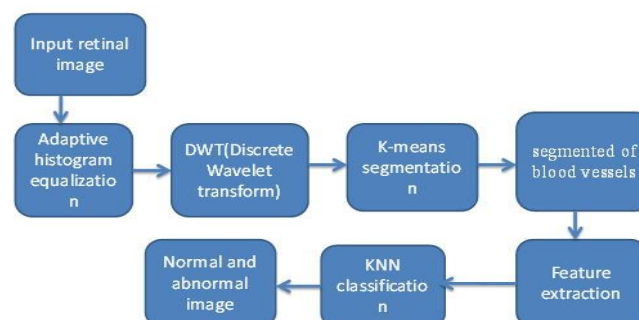 Input retinal
image
Adaptive
histogram
equalizatio
n
DWT(Discrete
Wavelet
transform)
K-means
segmentatio
n
segmented of
blood vessels
Feature
extraction
KNN
classificatio
n
Normal and
abnormal
image